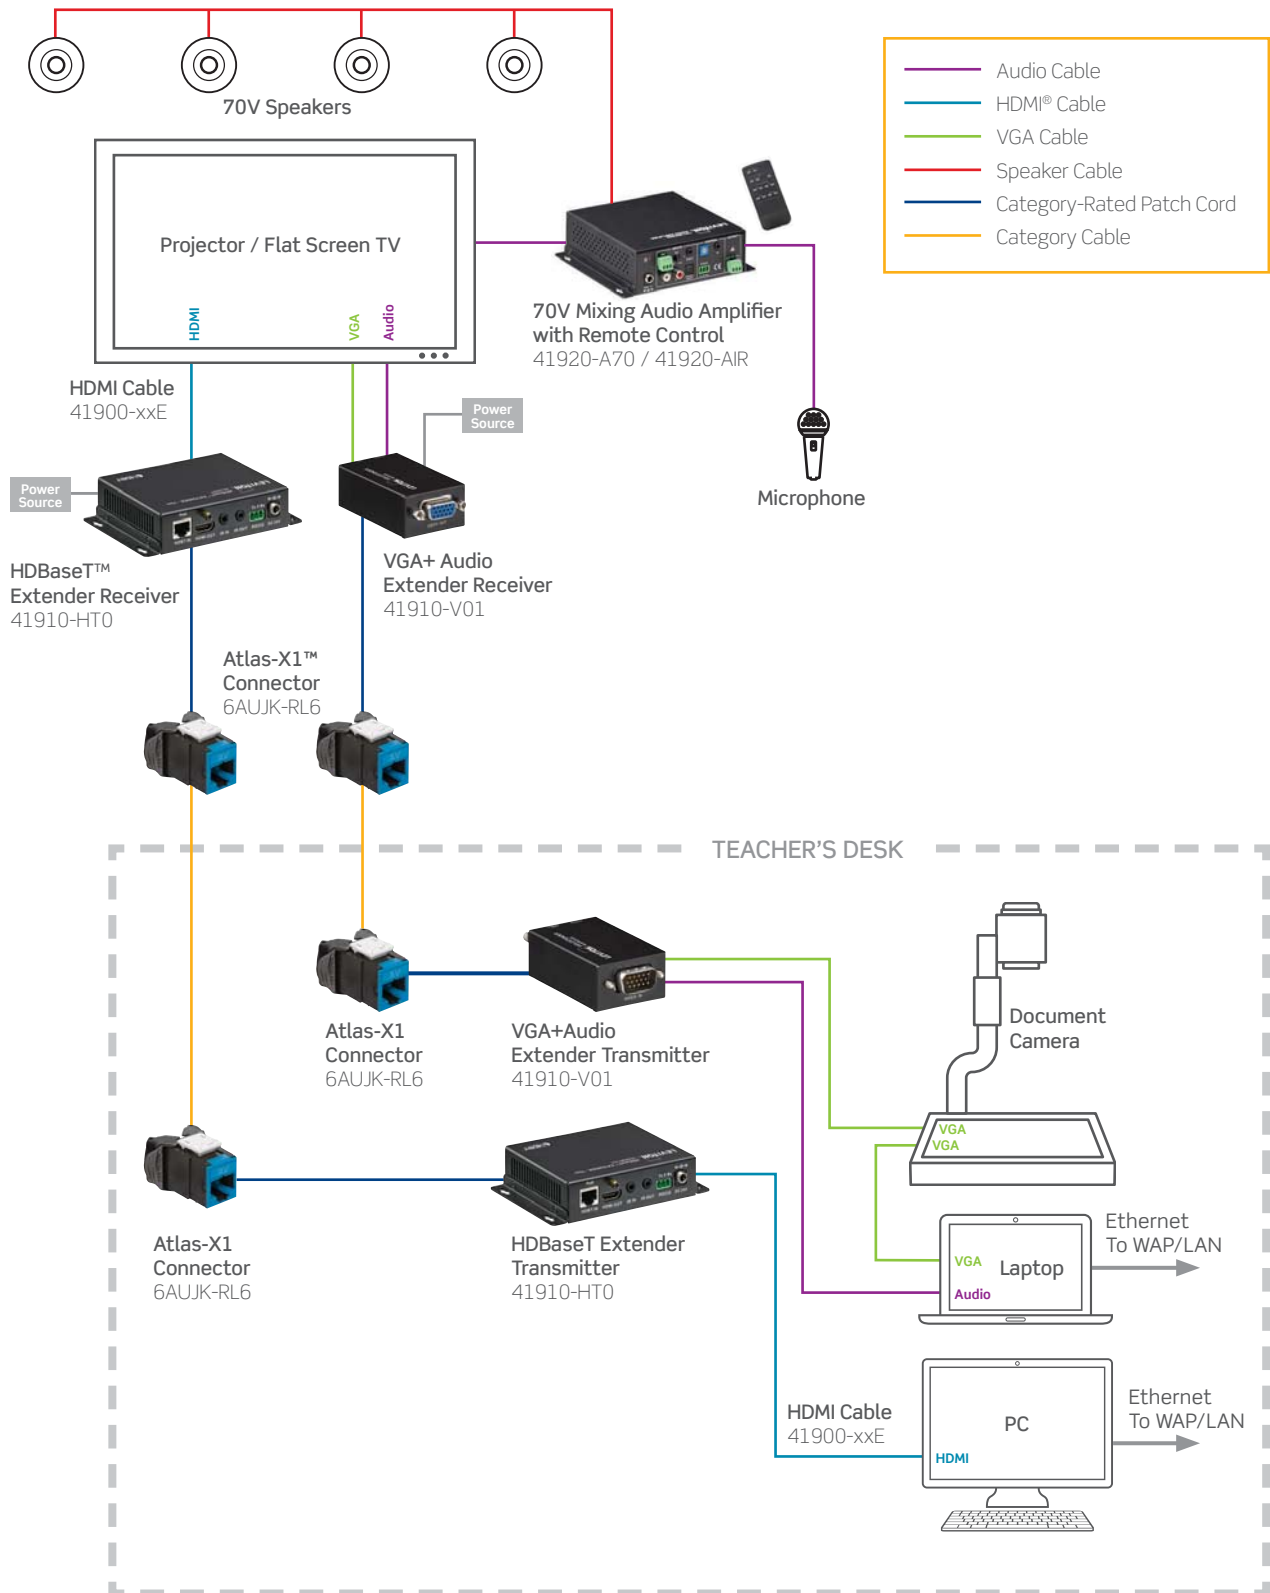 70V Speakers
Audio Cable
HDMI® Cable
VGA Cable
Speaker Cable
Category-Rated Patch Cord
Category Cable
Projector / Flat Screen TV
HDMI
VGA
Audio
70V Mixing Audio Amplifier
with Remote Control
41920-A70 / 41920-AIR
HDMI Cable
41900-xxE
Power
Source
Power
Source
Microphone
HDBaseT™
Extender Receiver
41910-HT0
VGA+ Audio
Extender Receiver
41910-V01
Atlas-X1™
Connector
6AUJK-RL6
TEACHER'S DESK
Atlas-X1
Connector
6AUJK-RL6
VGA+Audio
Extender Transmitter
41910-V01
Document
Camera
VGA
VGA
Atlas-X1
Connector
6AUJK-RL6
HDBaseT Extender
Transmitter
41910-HT0
VGA
Laptop
Audio
Ethernet
To WAP/LAN
HDMI Cable
41900-xxE
PC
HDMI
Ethernet
To WAP/LAN